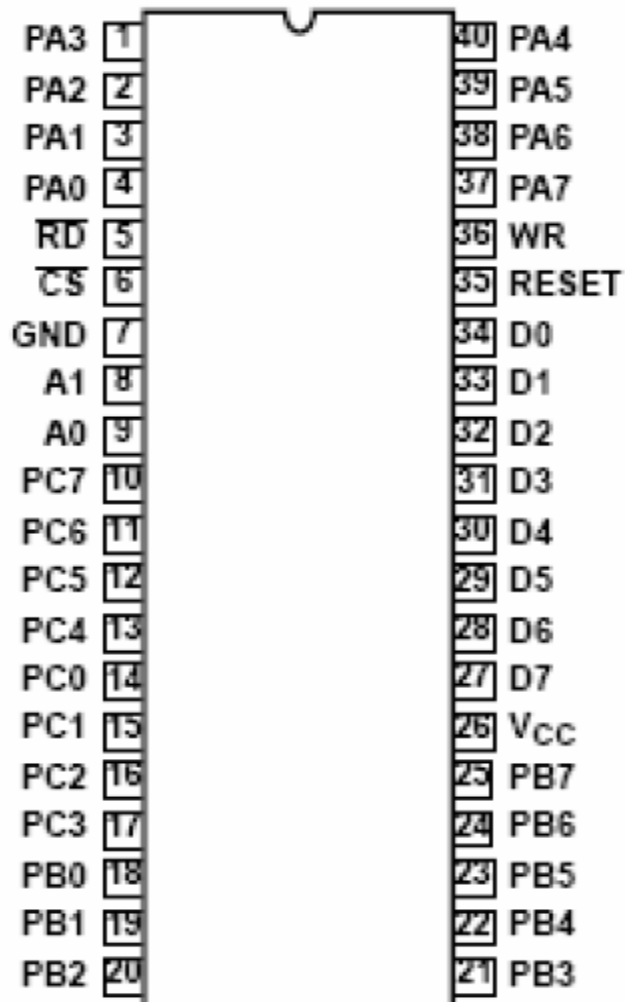 PA3 1 40 PA4
PA2 2 39 PA5
PA1 3 38 PA6
PA0 4 37 PA7
R̅D̅ 5 36 WR
C̅S̅ 6 35 RESET
GND 7 34 D0
A1 8 33 D1
A0 9 32 D2
PC7 10 31 D3
PC6 11 30 D4
PC5 12 29 D5
PC4 13 28 D6
PC0 14 27 D7
PC1 15 26 VCC
PC2 16 25 PB7
PC3 17 24 PB6
PB0 18 23 PB5
PB1 19 22 PB4
PB2 20 21 PB3